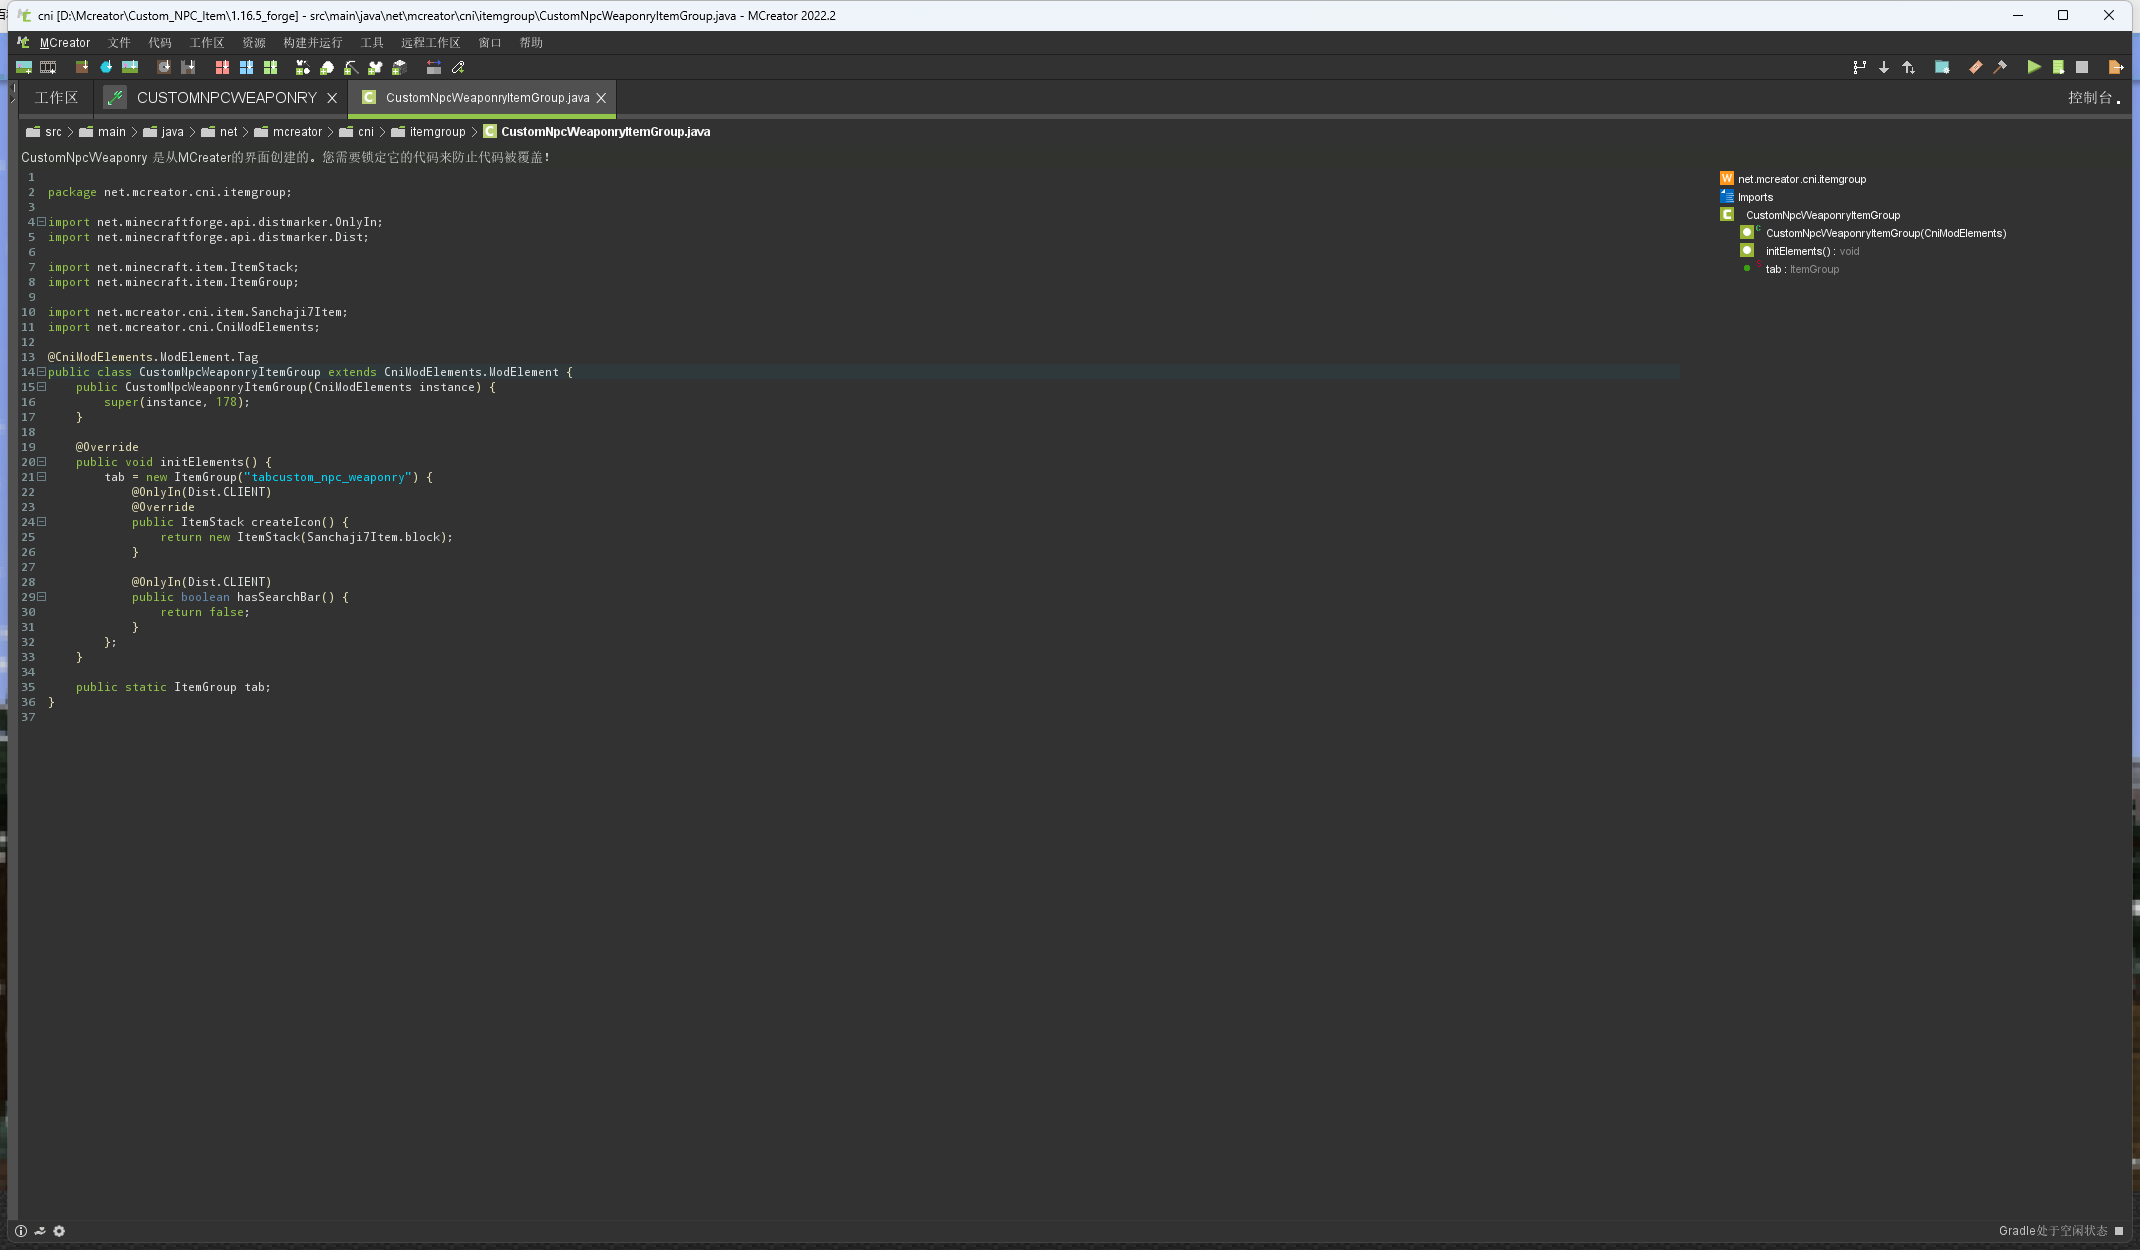 cni [D:\Mcreator\Custom_NPC_Item\1.16.5_forge] - src\main\java\net\mcreator\cni\itemgroup\CustomNpcWeaponryItemGroup.java - MCreator 2022.2
MCreator 文件 代码 工作区 资源 构建并运行 工具 远程工作区 窗口 帮助
工作区 CUSTOMNPCWEAPONRY CustomNpcWeaponryItemGroup.java 控制台
src main java net mcreator cni itemgroup CustomNpcWeaponryItemGroup.java
CustomNpcWeaponry 是从MCreater的界面创建的。您需要锁定它的代码来防止代码被覆盖！
1
2 package net.mcreator.cni.itemgroup;
3
4 import net.minecraftforge.api.distmarker.OnlyIn;
5 import net.minecraftforge.api.distmarker.Dist;
6
7 import net.minecraft.item.ItemStack;
8 import net.minecraft.item.ItemGroup;
9
10 import net.mcreator.cni.item.Sanchaji7Item;
11 import net.mcreator.cni.CniModElements;
12
13 @CniModElements.ModElement.Tag
14 public class CustomNpcWeaponryItemGroup extends CniModElements.ModElement {
15     public CustomNpcWeaponryItemGroup(CniModElements instance) {
16         super(instance, 178);
17     }
18
19     @Override
20     public void initElements() {
21         tab = new ItemGroup("tabcustom_npc_weaponry") {
22             @OnlyIn(Dist.CLIENT)
23             @Override
24             public ItemStack createIcon() {
25                 return new ItemStack(Sanchaji7Item.block);
26             }
27
28             @OnlyIn(Dist.CLIENT)
29             public boolean hasSearchBar() {
30                 return false;
31             }
32         };
33     }
34
35     public static ItemGroup tab;
36 }
37
net.mcreator.cni.itemgroup
Imports
CustomNpcWeaponryItemGroup
CustomNpcWeaponryItemGroup(CniModElements)
initElements() : void
tab : ItemGroup
Gradle处于空闲状态